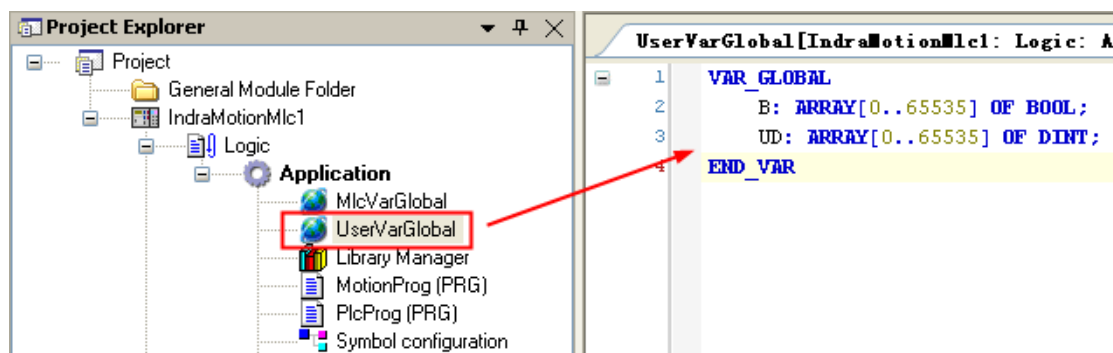 Project Explorer
Project
General Module Folder
IndraMotionMlc1
Logic
Application
MlcVarGlobal
UserVarGlobal
Library Manager
MotionProg (PRG)
PlcProg (PRG)
Symbol configuration
UserVarGlobal[IndraMotionMlc1: Logic: A
1 VAR_GLOBAL
2 B: ARRAY[0..65535] OF BOOL;
3 UD: ARRAY[0..65535] OF DINT;
4 END_VAR